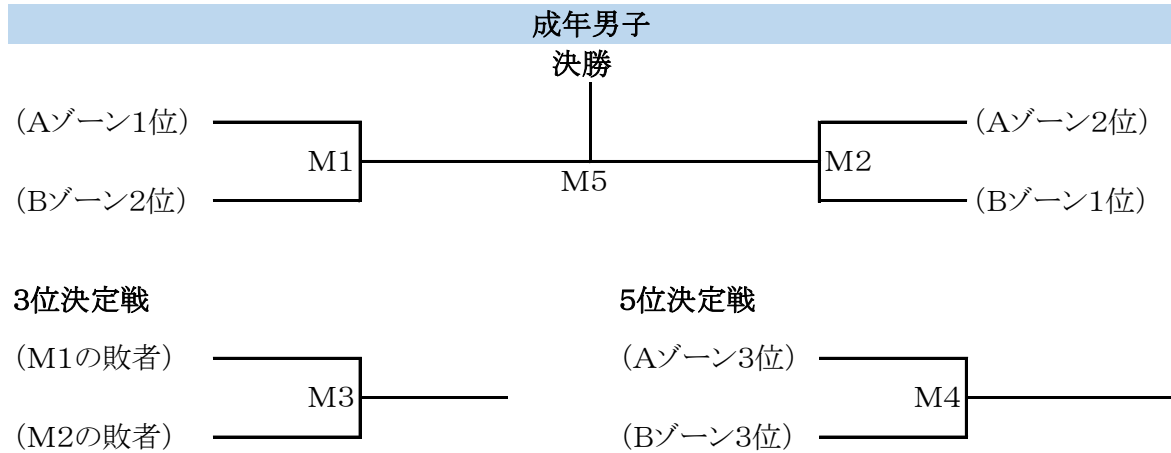 成年男子
決勝
（Aゾーン1位）
（Aゾーン2位）
M1
M2
M5
（Bゾーン2位）
（Bゾーン1位）
3位決定戦
5位決定戦
（M1の敗者）
（Aゾーン3位）
M3
M4
（M2の敗者）
（Bゾーン3位）